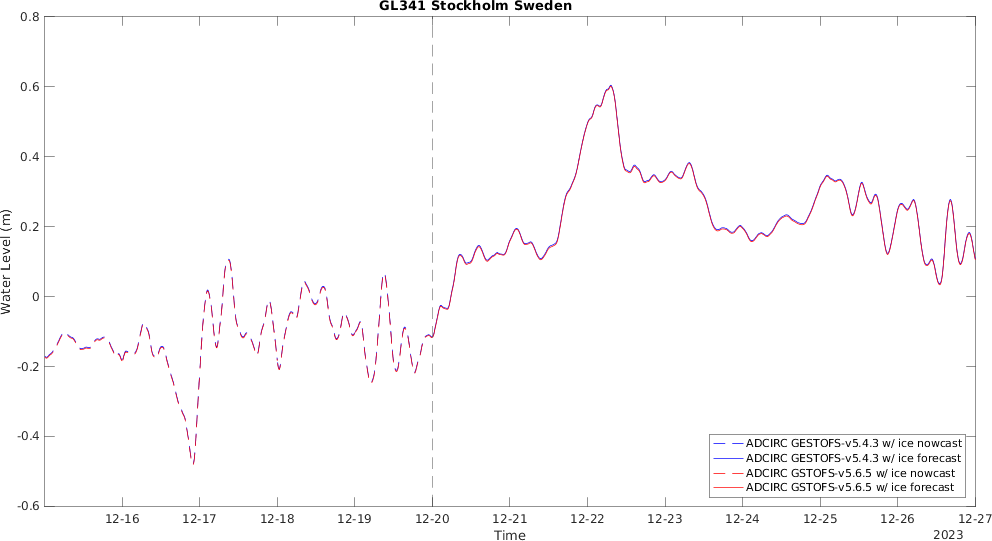 GL341 Stockholm Sweden
0.8
0.6
0.4
0.2
0
-0.2
-0.4
-0.6
Water Level (m)
12-16 12-17 12-18 12-19 12-20 12-21 12-22 12-23 12-24 12-25 12-26 12-27
Time
2023
ADCIRC GESTOFS-v5.4.3 w/ ice nowcast
ADCIRC GESTOFS-v5.4.3 w/ ice forecast
ADCIRC GSTOFS-v5.6.5 w/ ice nowcast
ADCIRC GSTOFS-v5.6.5 w/ ice forecast